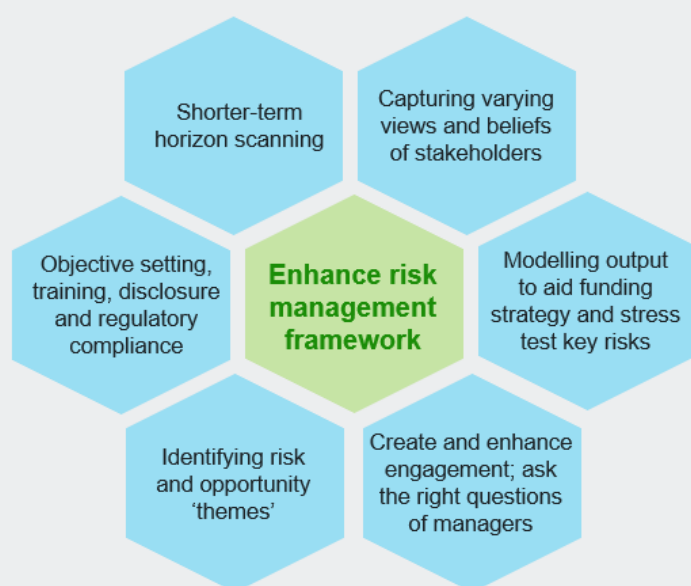 Shorter-term
horizon scanning
Capturing varying
views and beliefs
of stakeholders
Objective setting,
training, disclosure
and regulatory
compliance
Enhance risk
management
framework
Modelling output
to aid funding
strategy and stress
test key risks
Identifying risk
and opportunity
‘themes’
Create and enhance
engagement; ask
the right questions
of managers